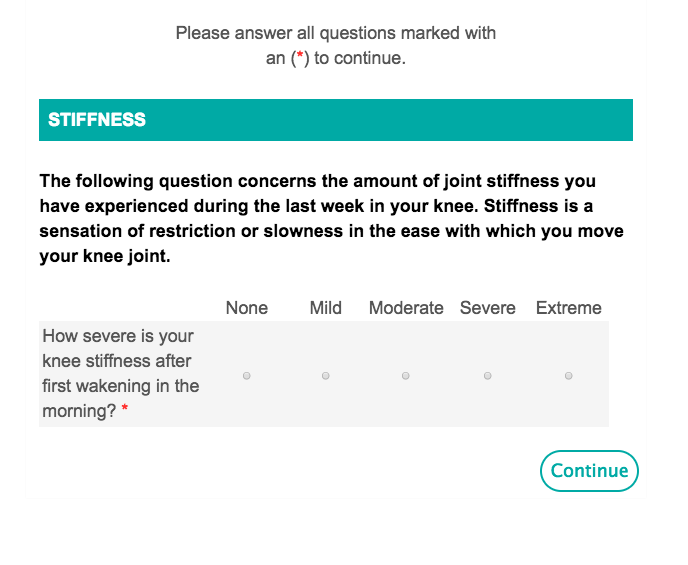 Please answer all questions marked with
an (*) to continue.
STIFFNESS
The following question concerns the amount of joint stiffness you
have experienced during the last week in your knee. Stiffness is a
sensation of restriction or slowness in the ease with which you move
your knee joint.
None Mild Moderate Severe Extreme
How severe is your
knee stiffness after
first wakening in the
morning? *
Continue